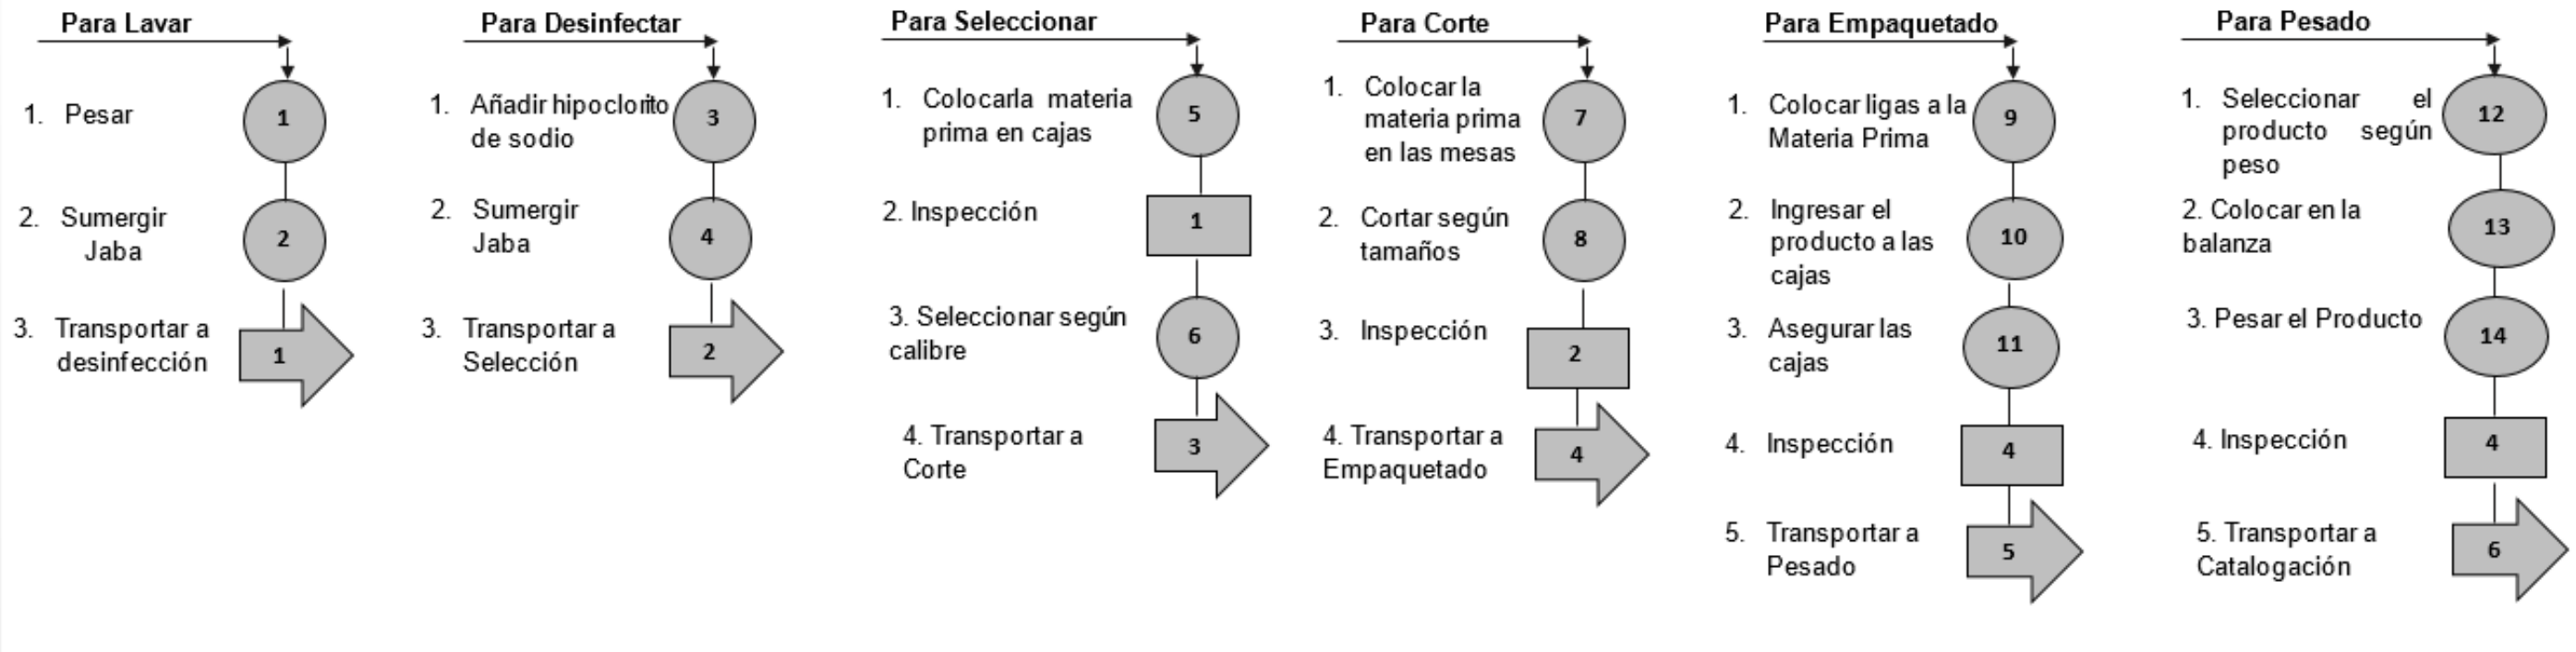 Para Lavar
1. Pesar
1
2. Sumergir
Jaba
2
3. Transportar a
desinfección
1
Para Desinfectar
1. Añadir hipoclorito
de sodio
3
2. Sumergir
Jaba
4
3. Transportar a
Selección
2
Para Seleccionar
1. Colocarla materia
prima en cajas
5
2. Inspección
1
3. Seleccionar según
calibre
6
4. Transportar a
Corte
3
Para Corte
1. Colocar la
materia prima
en las mesas
7
2. Cortar según
tamaños
8
3. Inspección
2
4. Transportar a
Empaquetado
4
Para Empaquetado
1. Colocar ligas a la
Materia Prima
9
2. Ingresar el
producto a las
cajas
10
3. Asegurar las
cajas
11
4. Inspección
4
5. Transportar a
Pesado
5
Para Pesado
1. Seleccionar el
producto según
peso
12
2. Colocar en la
balanza
13
3. Pesar el Producto
14
4. Inspección
4
5. Transportar a
Catalogación
6